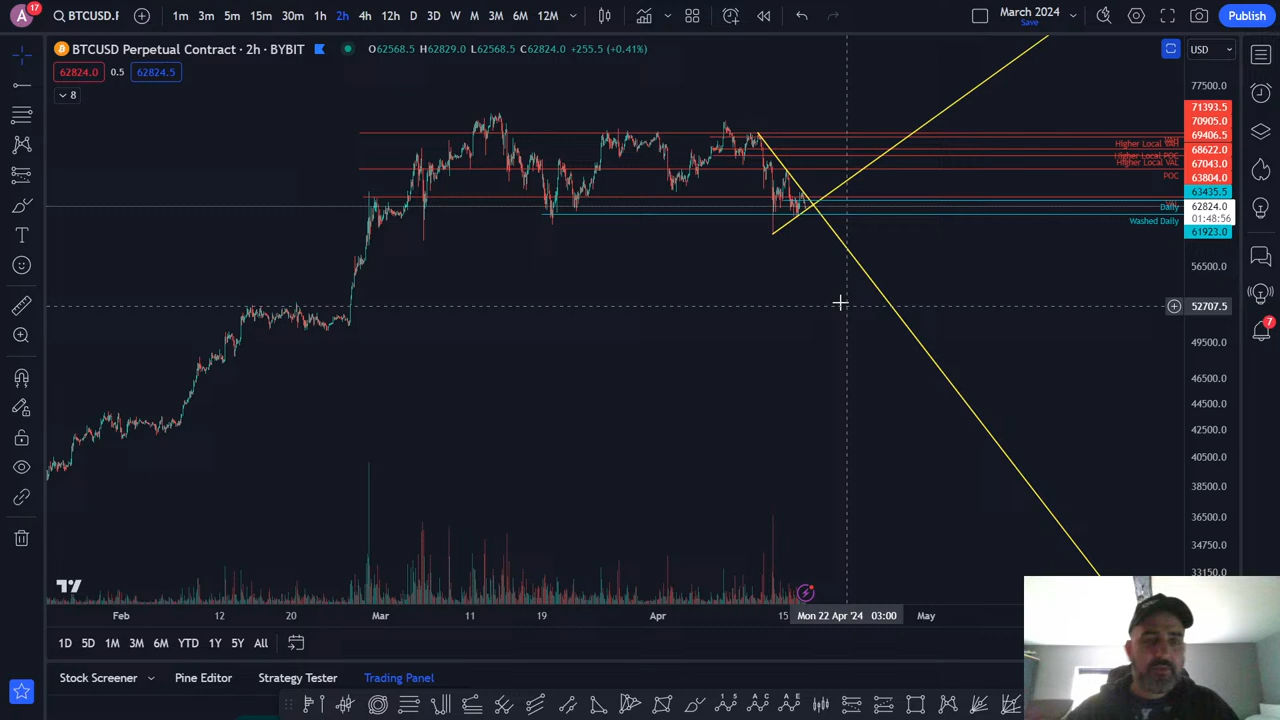 A 17 BTCUSD.F 1m 3m 5m 15m 30m 1h 2h 4h 12h D 3D W M 3M 6M 12M March 2024 Save Publish
BTCUSD Perpetual Contract · 2h · BYBIT O62568.5 H62829.0 L62568.5 C62824.0 +255.5 (+0.41%) USD
62824.0 0.5 62824.5
8
77500.0
71393.5
70905.0
69406.5
Higher Local VAH
68622.0
Higher Local POC
Higher Local VAL 67043.0
POC 63804.0
63435.5
Daily 62824.0
01:48:56
Washed Daily 61923.0
56500.0
52707.5
49500.0
46500.0
44500.0
42500.0
40500.0
38500.0
36500.0
34750.0
33150.0
Feb 12 20 Mar 11 19 Apr 15 Mon 22 Apr '24 03:00 May
1D 5D 1M 3M 6M YTD 1Y 5Y All
Stock Screener Pine Editor Strategy Tester Trading Panel
7